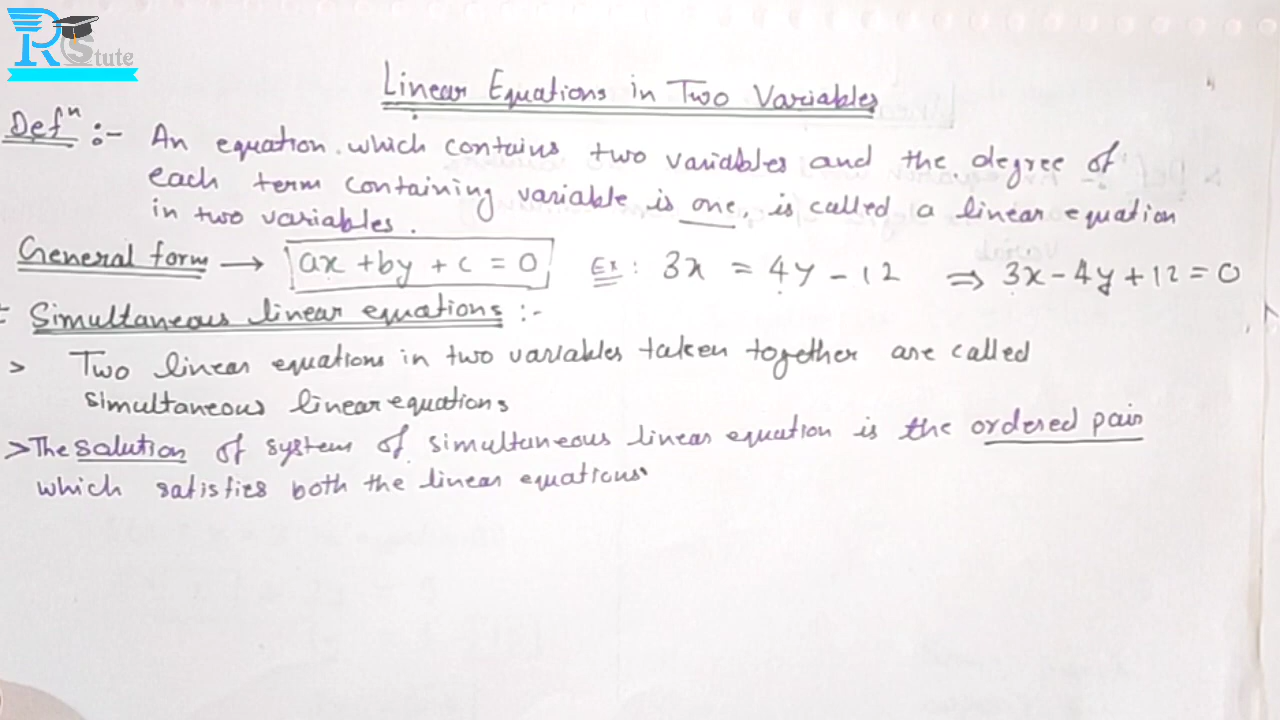 RStute
Linear Equations in Two Variables
Defⁿ :- An equation which contains two variables and the degree of
each term containing variable is one, is called a linear equation
in two variables.
General form → ax + by + c = 0 Ex: 3x = 4y - 12 ⇒ 3x - 4y + 12 = 0
Simultaneous linear equations :-
> Two linear equations in two variables taken together are called
simultaneous linear equations
> The solution of system of simultaneous linear equation is the ordered pair
which satisfies both the linear equations